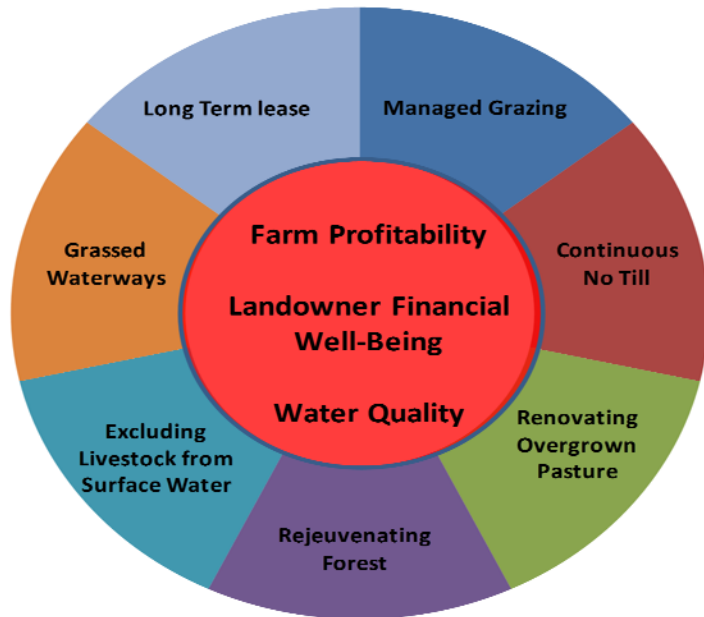 Long Term lease
Managed Grazing
Grassed
Waterways
Farm Profitability
Landowner Financial
Well-Being
Water Quality
Continuous
No Till
Excluding
Livestock from
Surface Water
Renovating
Overgrown
Pasture
Rejeuvenating
Forest